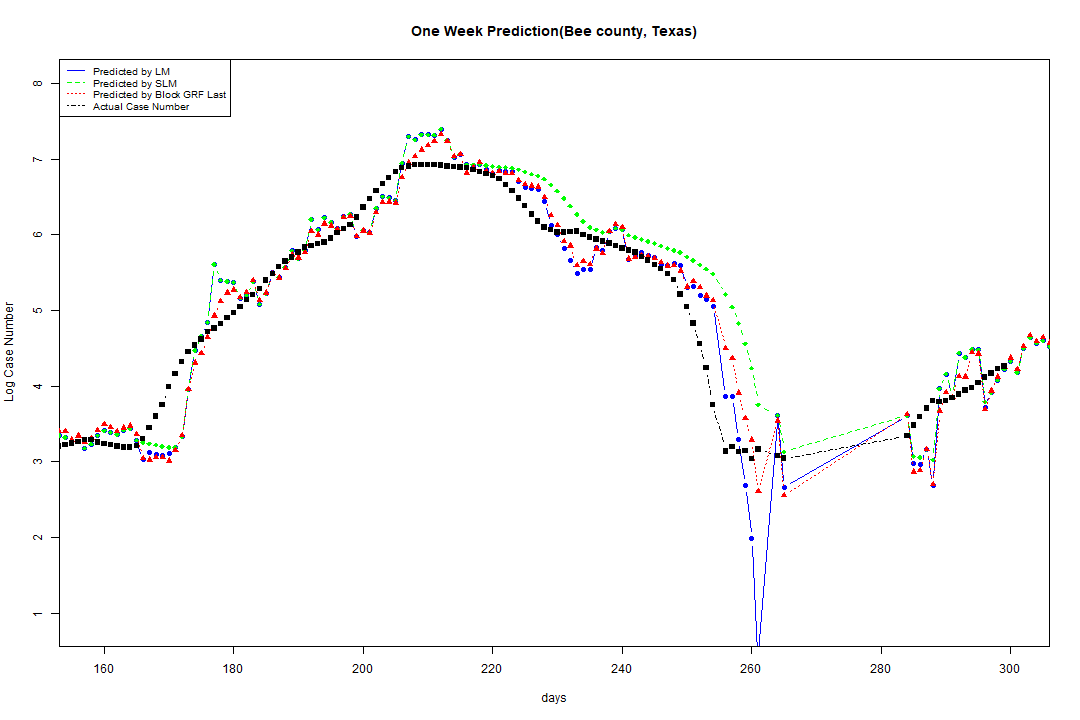 One Week Prediction(Bee county, Texas)
Predicted by LM
Predicted by SLM
Predicted by Block GRF Last
Actual Case Number
8
7
6
5
4
3
2
1
Log Case Number
160 180 200 220 240 260 280 300
days